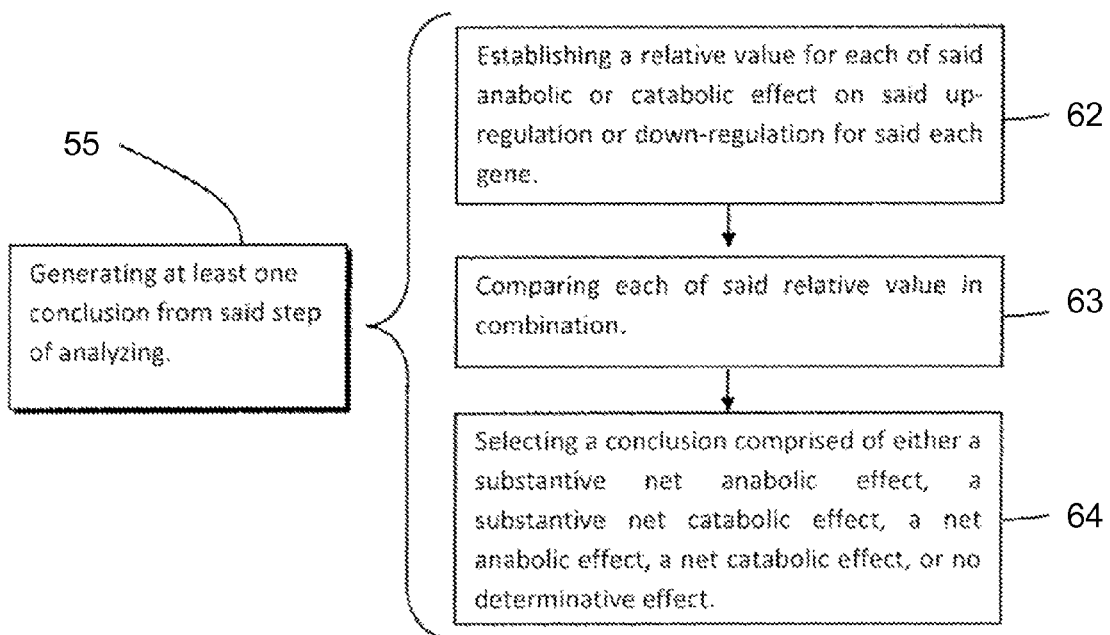 55
Generating at least one
conclusion from said step
of analyzing.
Establishing a relative value for each of said
anabolic or catabolic effect on said up-
regulation or down-regulation for said each
gene.
62
Comparing each of said relative value in
combination.
63
Selecting a conclusion comprised of either a
substantive net anabolic effect, a
substantive net catabolic effect, a net
anabolic effect, a net catabolic effect, or no
determinative effect.
64